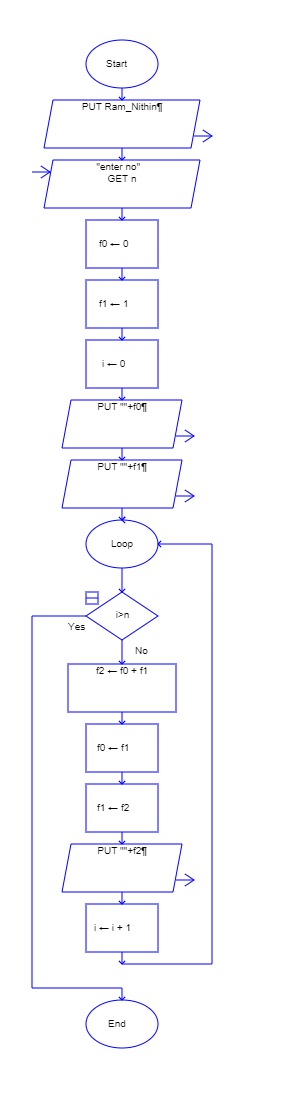 Start
PUT Ram_Nithin¶
"enter no"
GET n
f0 ← 0
f1 ← 1
i ← 0
PUT ""+f0¶
PUT ""+f1¶
Loop
i>n
Yes
No
f2 ← f0 + f1
f0 ← f1
f1 ← f2
PUT ""+f2¶
i ← i + 1
End